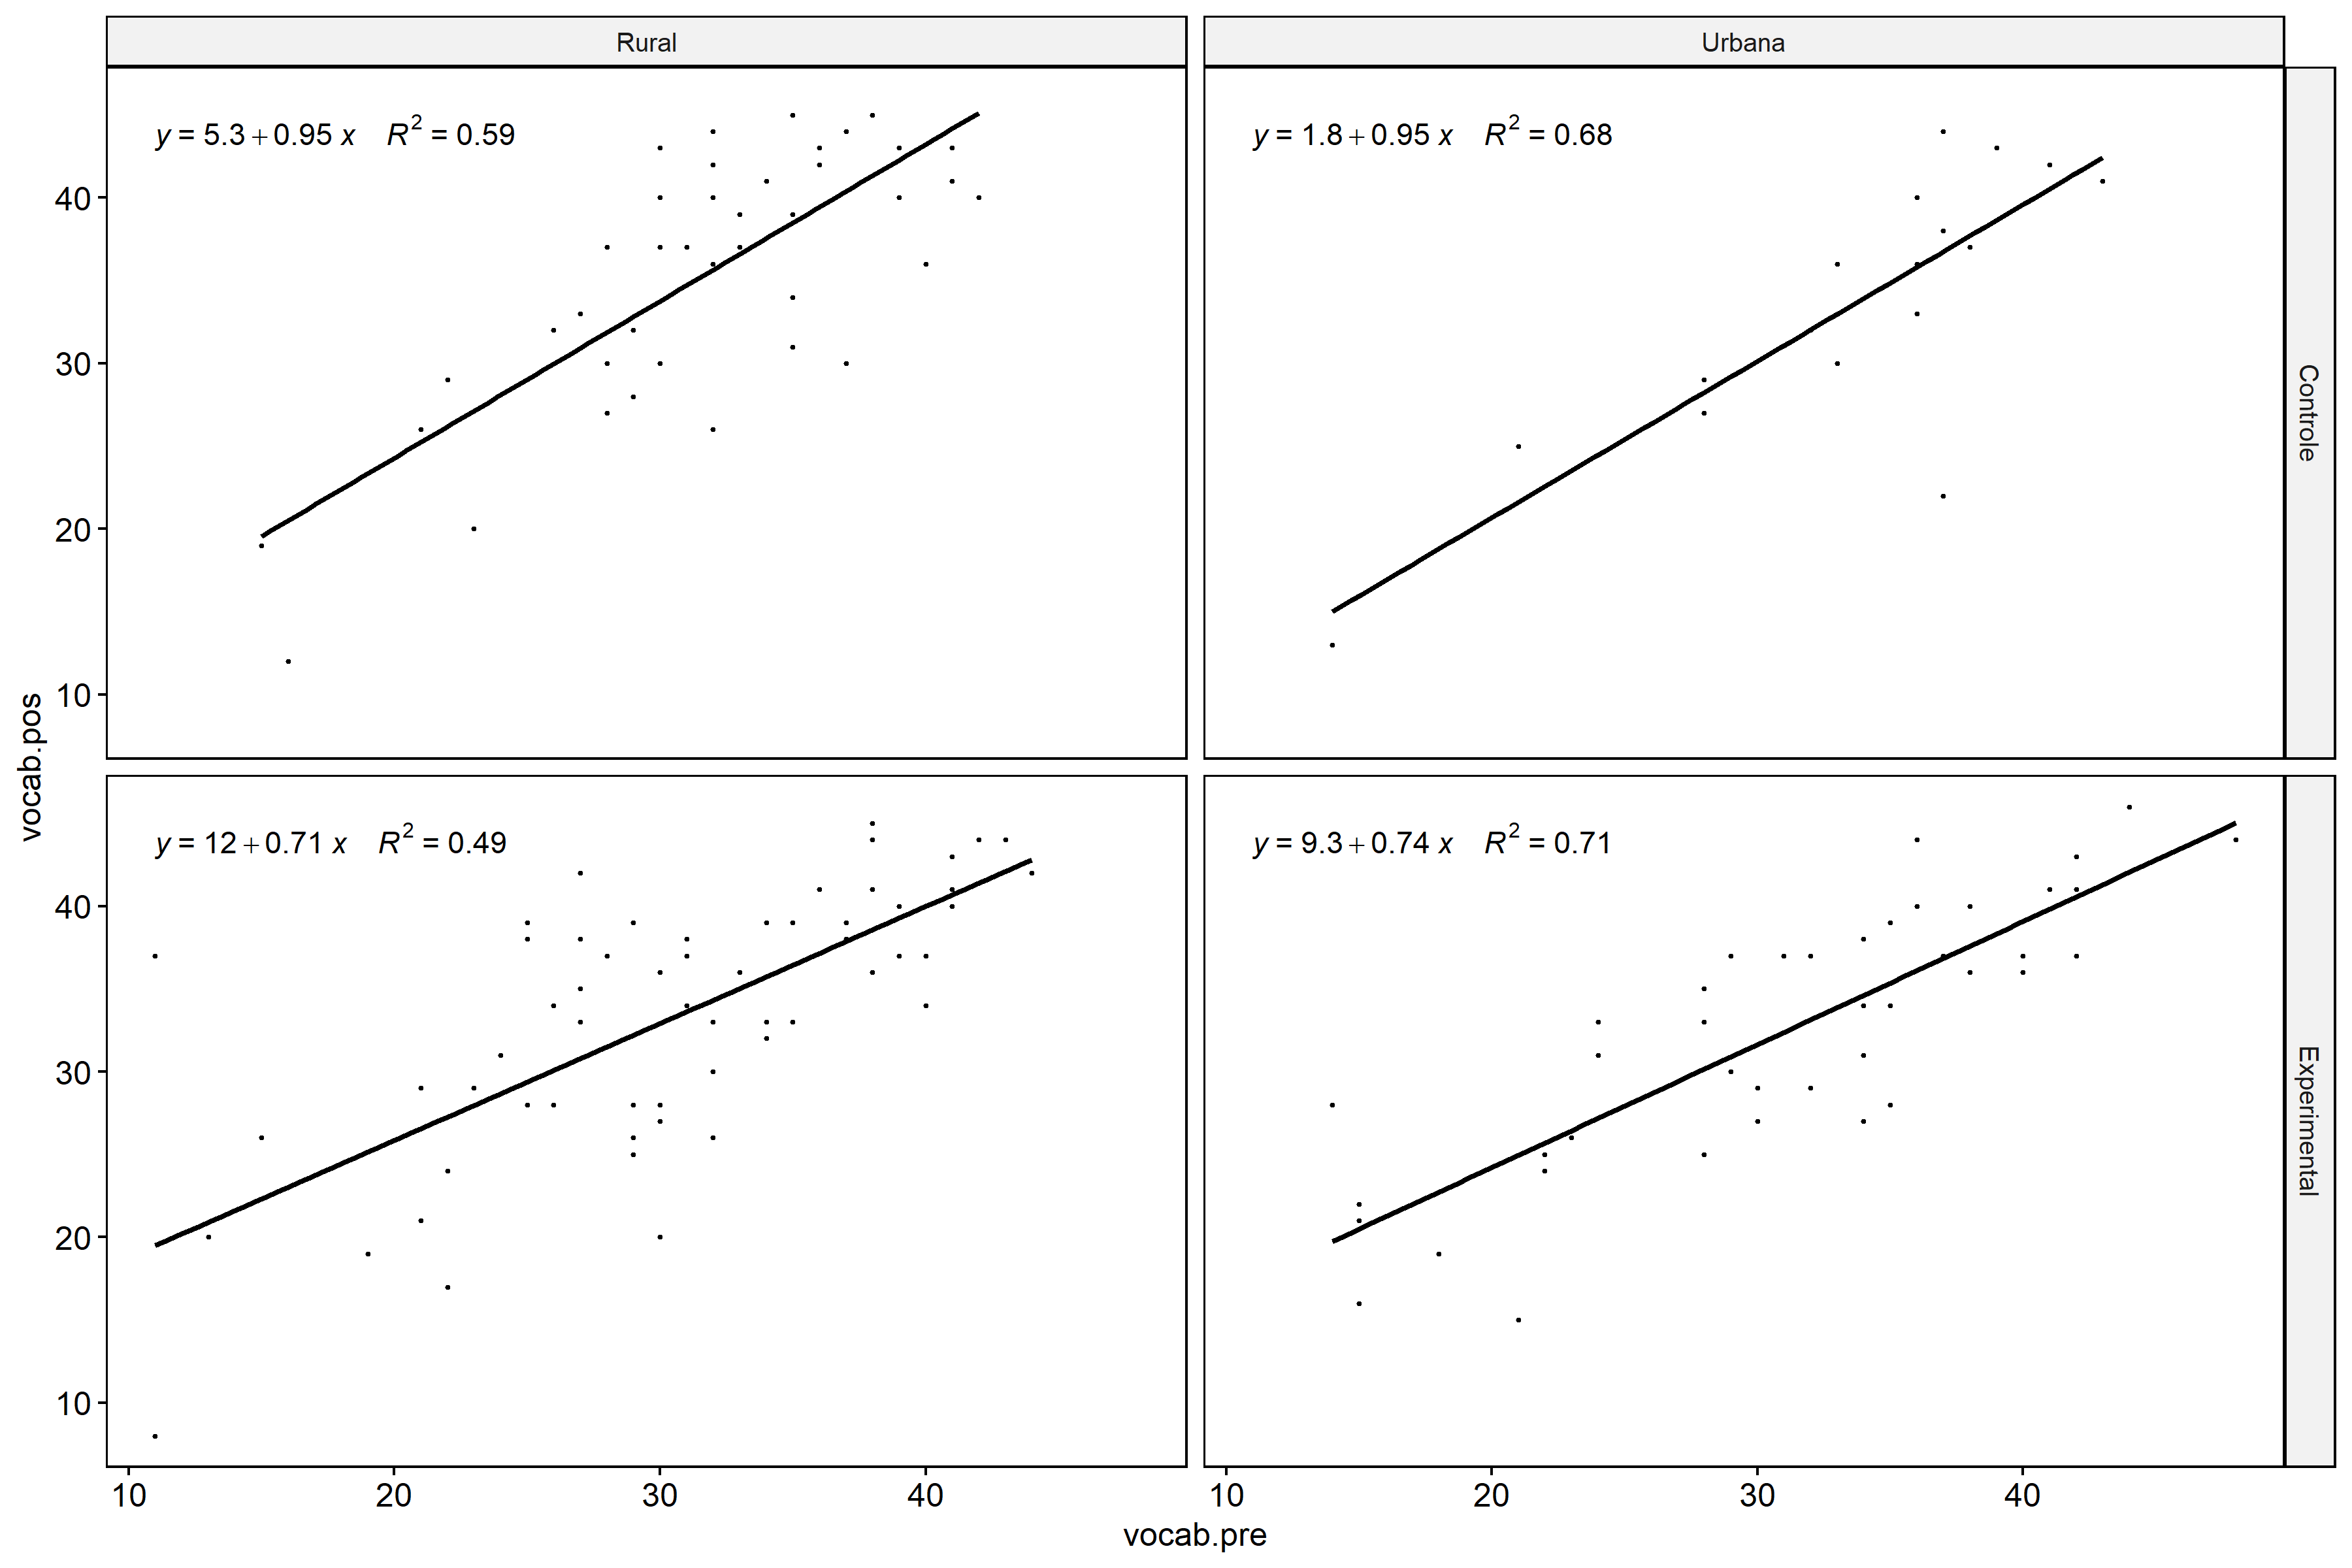 Rural
Urbana
y = 5.3 + 0.95 x R² = 0.59
y = 1.8 + 0.95 x R² = 0.68
40
30
20
10
Controle
vocab.pos
y = 12 + 0.71 x R² = 0.49
y = 9.3 + 0.74 x R² = 0.71
40
30
20
10
Experimental
10 20 30 40
10 20 30 40
vocab.pre